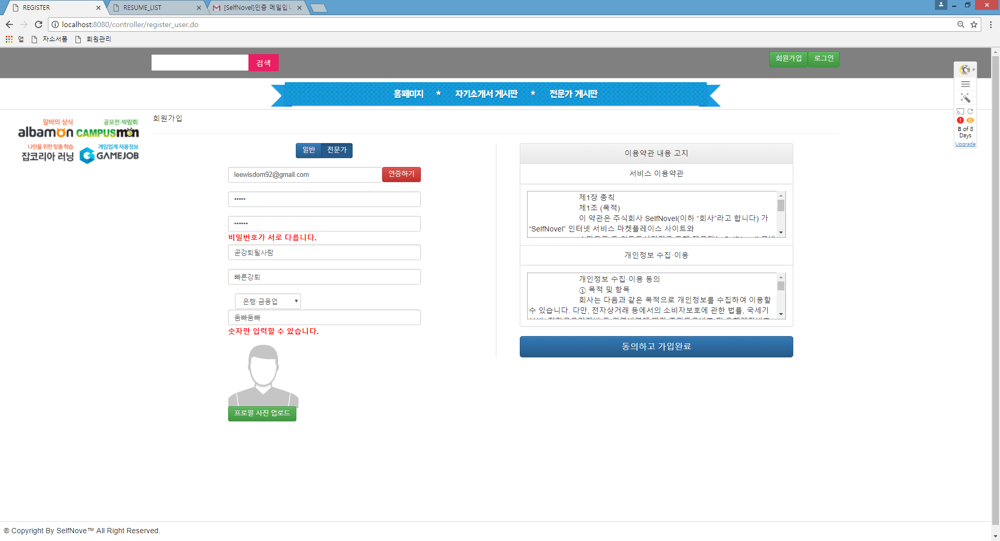 REGISTER
RESUME_LIST
[SelfNovel]인증 메일입니
localhost:8080/controller/register_user.do
앱
자소서폼
회원관리
검색
회원가입
로그인
홈페이지 ★ 자기소개서 게시판 ★ 전문가 게시판
8 of 8
Days
Upgrade
알바의 상식
albamon
공모전·박람회
CAMPUSmon
나만을 위한 맞춤 학습
잡코리아 러닝
게임업계 채용정보
GAMEJOB
회원가입
일반
전문가
leewisdom92@gmail.com
인증하기
•••••
••••••
비밀번호가 서로 다릅니다.
곧강퇴될사람
빠른강퇴
은행·금융업
둠빠둠빠
숫자만 입력할 수 있습니다.
프로필 사진 업로드
이용약관 내용 고지
서비스 이용약관
제1장 총칙
제1조 (목적)
이 약관은 주식회사 SelfNovel(이하 “회사”라고 합니다) 가
“SelfNovel” 인터넷 서비스 마켓플레이스 사이트와
개인정보 수집·이용
개인정보 수집·이용 동의
① 목적 및 항목
회사는 다음과 같은 목적으로 개인정보를 수집하여 이용할
수 있습니다. 다만, 전자상거래 등에서의 소비자보호에 관한 법률, 국세기
동의하고 가입완료
® Copyright By SelfNove™ All Right Reserved.